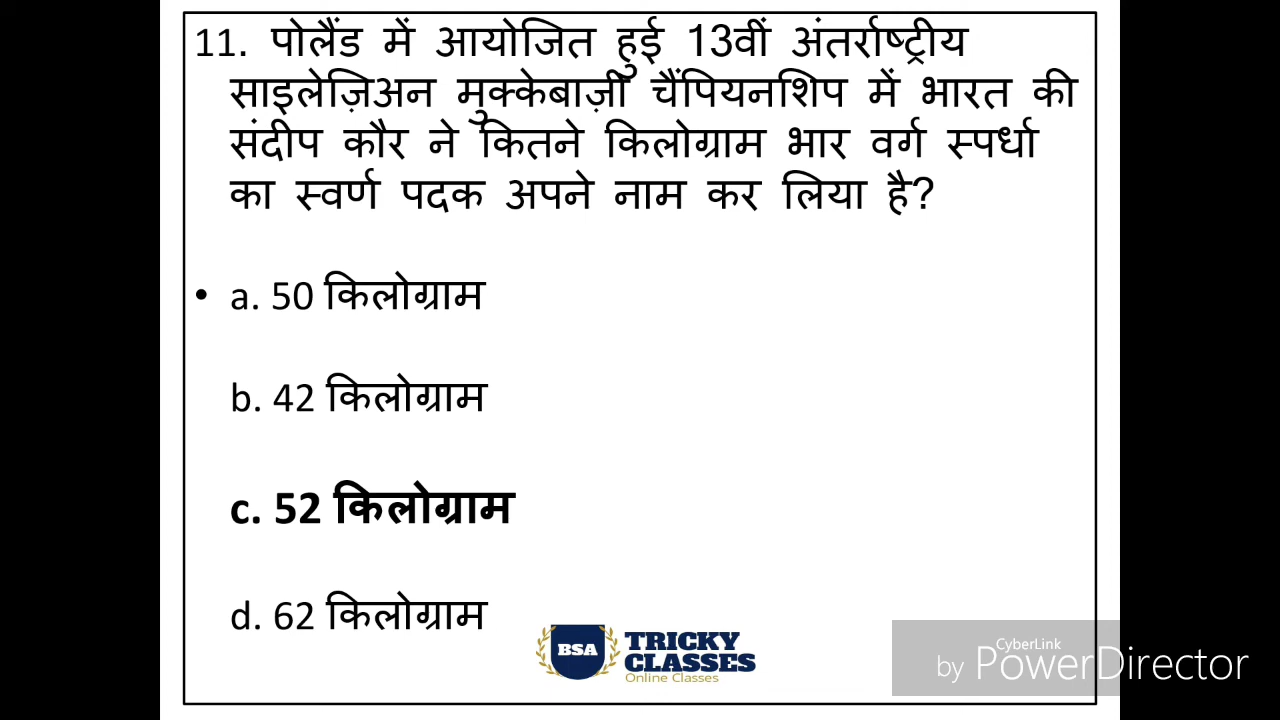 11. पोलैंड में आयोजित हुई 13वीं अंतर्राष्ट्रीय
साइलेज़िअन मुक्केबाज़ी चैंपियनशिप में भारत की
संदीप कौर ने कितने किलोग्राम भार वर्ग स्पर्धा
का स्वर्ण पदक अपने नाम कर लिया है?
• a. 50 किलोग्राम
b. 42 किलोग्राम
c. 52 किलोग्राम
d. 62 किलोग्राम
BSA TRICKY
CLASSES
Online Classes
CyberLink
by PowerDirector